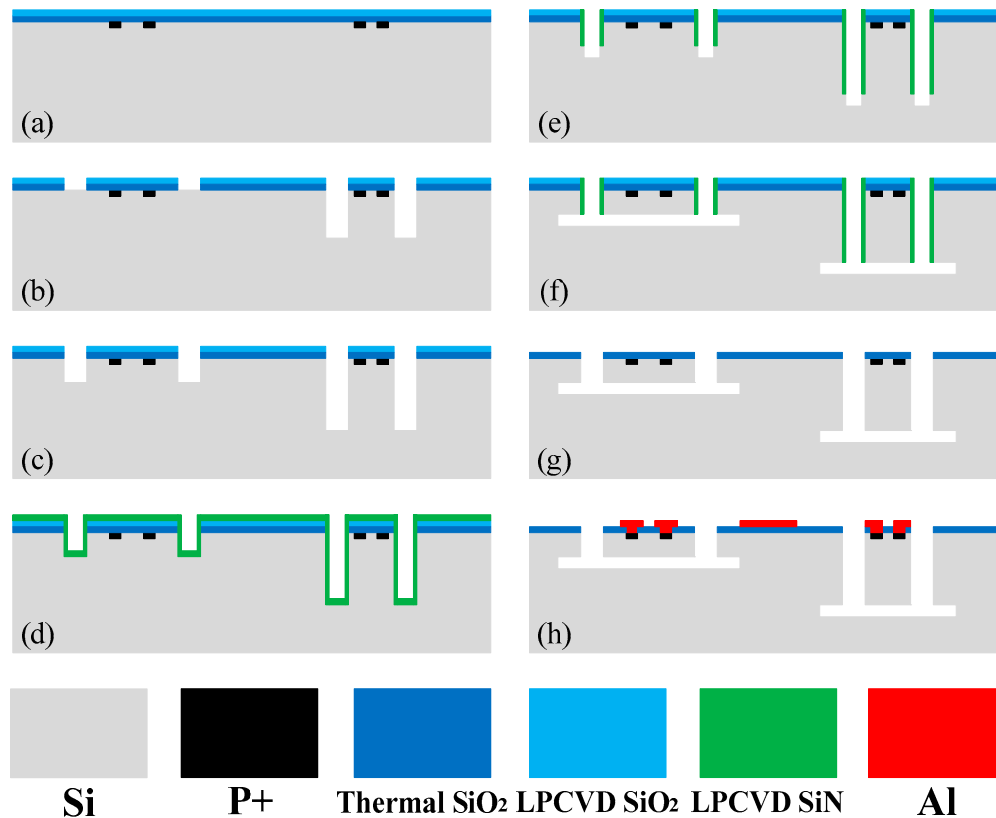 (a)
(b)
(c)
(d)
(e)
(f)
(g)
(h)
Si
P+
Thermal SiO₂
LPCVD SiO₂
LPCVD SiN
Al